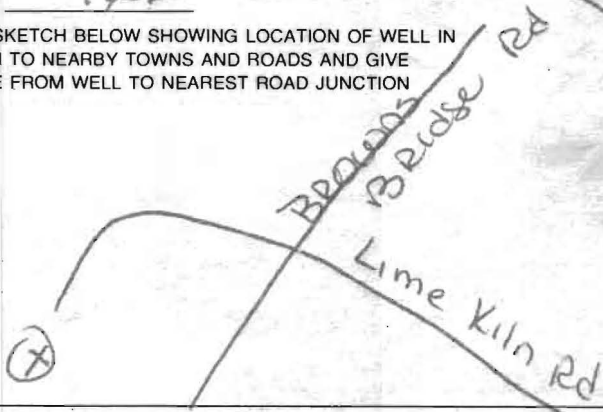 SKETCH BELOW SHOWING LOCATION OF WELL IN
TO NEARBY TOWNS AND ROADS AND GIVE
FROM WELL TO NEAREST ROAD JUNCTION
BROWNS
BRIDGE Rd
Lime Kiln Rd
X